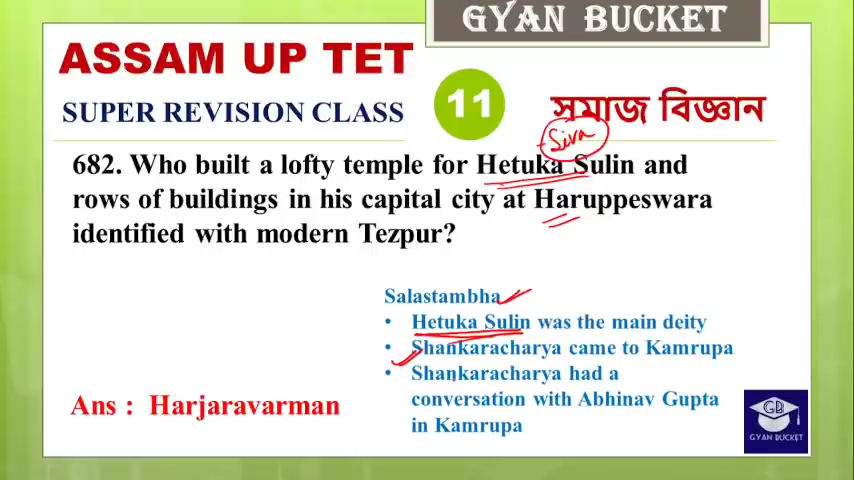 GYAN BUCKET
ASSAM UP TET
SUPER REVISION CLASS
11
সমাজ বিজ্ঞান
Siva
682. Who built a lofty temple for Hetuka Sulin and
rows of buildings in his capital city at Haruppeswara
identified with modern Tezpur?
Salastambha
• Hetuka Sulin was the main deity
• Shankaracharya came to Kamrupa
• Shankaracharya had a
conversation with Abhinav Gupta
in Kamrupa
Ans : Harjaravarman
GB
GYAN BUCKET